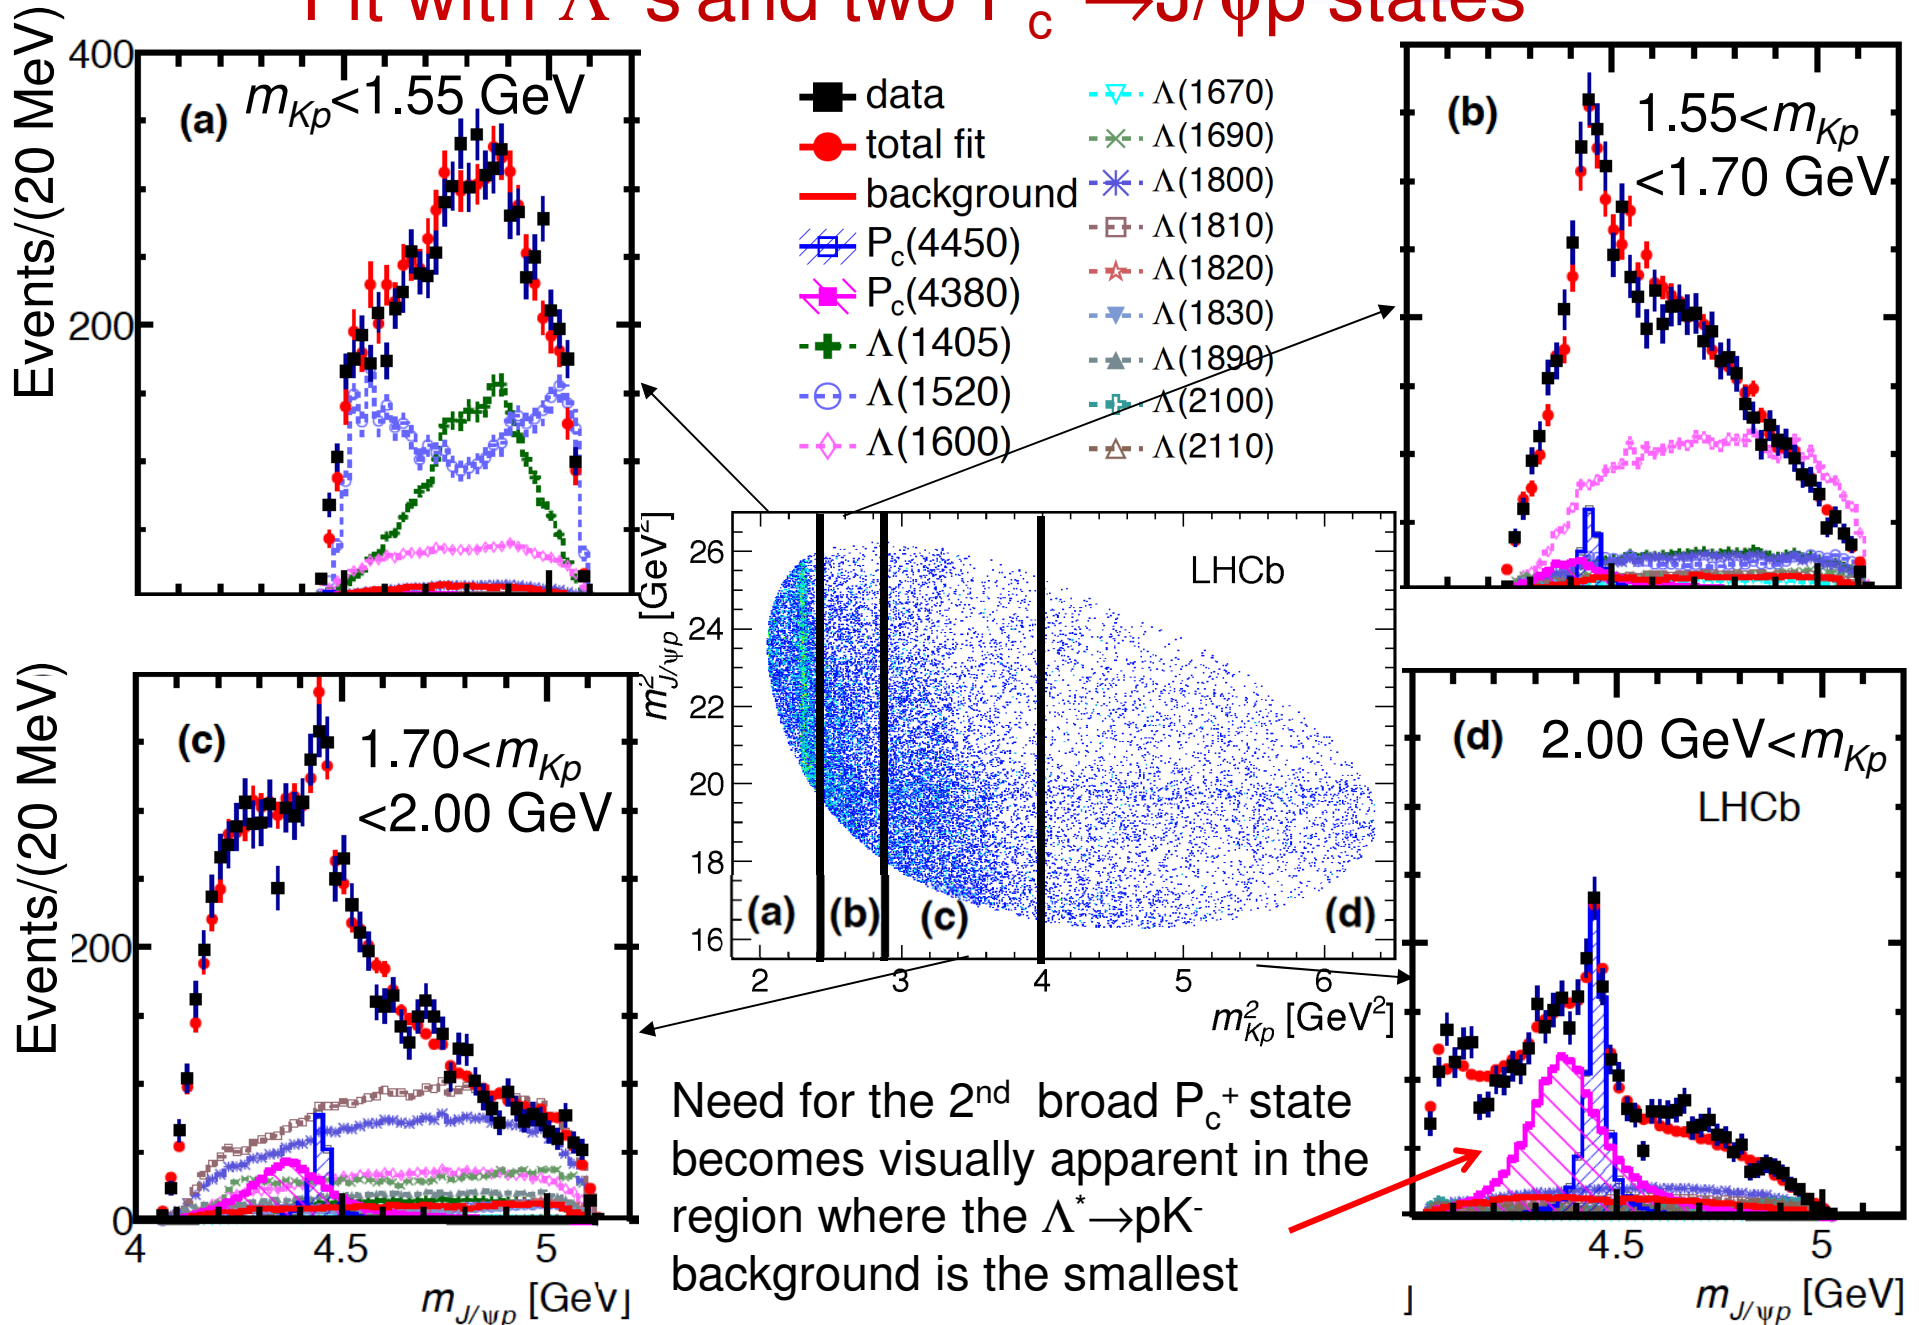 Fit with Λ*'s and two Pc+→J/ψp states
Events/(20 MeV)
400
200
(a) mKp<1.55 GeV
data
total fit
background
Pc(4450)
Pc(4380)
Λ(1405)
Λ(1520)
Λ(1600)
Λ(1670)
Λ(1690)
Λ(1800)
Λ(1810)
Λ(1820)
Λ(1830)
Λ(1890)
Λ(2100)
Λ(2110)
(b) 1.55<mKp
<1.70 GeV
m²J/ψp [GeV²]
26
24
22
20
18
16
LHCb
(a) (b) (c) (d)
2 3 4 5 6
m²Kp [GeV²]
Events/(20 MeV)
200
0
(c) 1.70<mKp
<2.00 GeV
4 4.5 5
mJ/ψp [GeV]
(d) 2.00 GeV<mKp
LHCb
4.5 5
] mJ/ψp [GeV]
Need for the 2nd broad Pc+ state
becomes visually apparent in the
region where the Λ*→pK-
background is the smallest